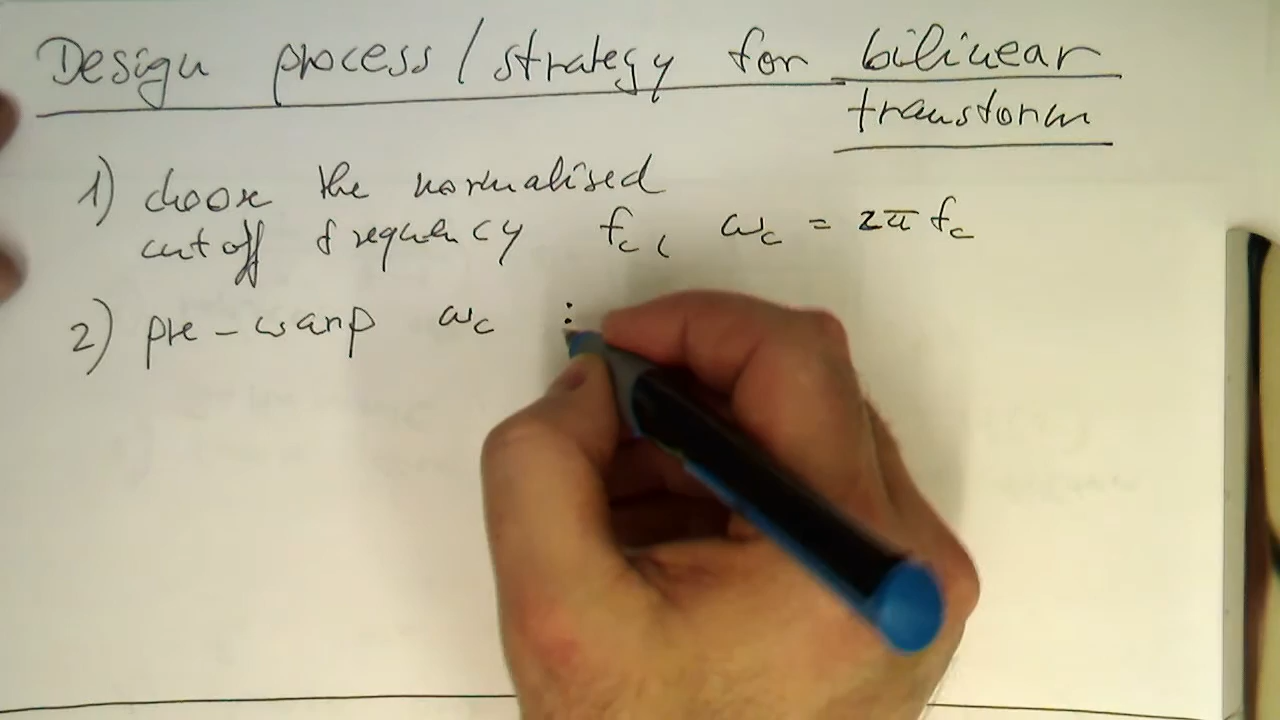 Design process / strategy for bilinear
transform
1) choose the normalised
cutoff frequency fc, ωc = 2π fc
2) pre-warp ωc :